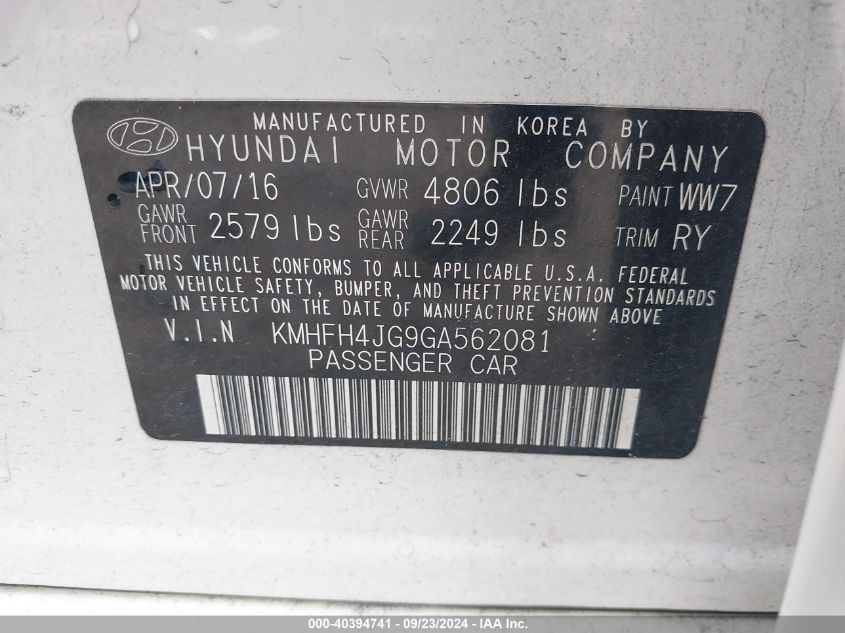 MANUFACTURED IN KOREA BY
HYUNDAI MOTOR COMPANY
APR/07/16 GVWR 4806 lbs PAINT WW7
GAWR FRONT 2579 lbs GAWR REAR 2249 lbs TRIM RY
THIS VEHICLE CONFORMS TO ALL APPLICABLE U.S.A. FEDERAL
MOTOR VEHICLE SAFETY, BUMPER, AND THEFT PREVENTION STANDARDS
IN EFFECT ON THE DATE OF MANUFACTURE SHOWN ABOVE
V.I.N KMHFH4JG9GA562081
PASSENGER CAR
000-40394741 - 09/23/2024 - IAA Inc.